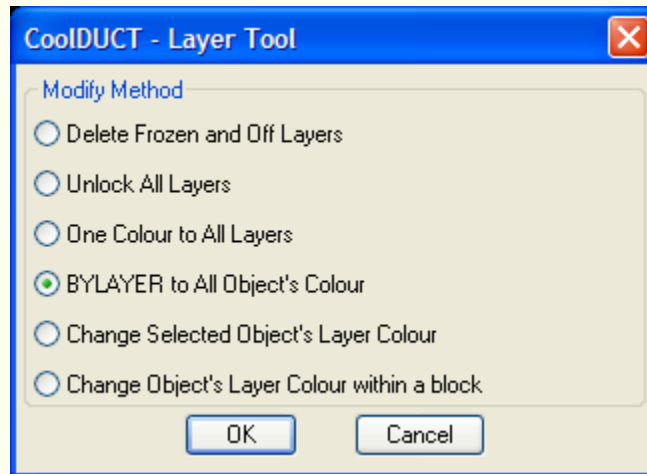 CoolDUCT - Layer Tool
Modify Method
Delete Frozen and Off Layers
Unlock All Layers
One Colour to All Layers
BYLAYER to All Object's Colour
Change Selected Object's Layer Colour
Change Object's Layer Colour within a block
OK Cancel